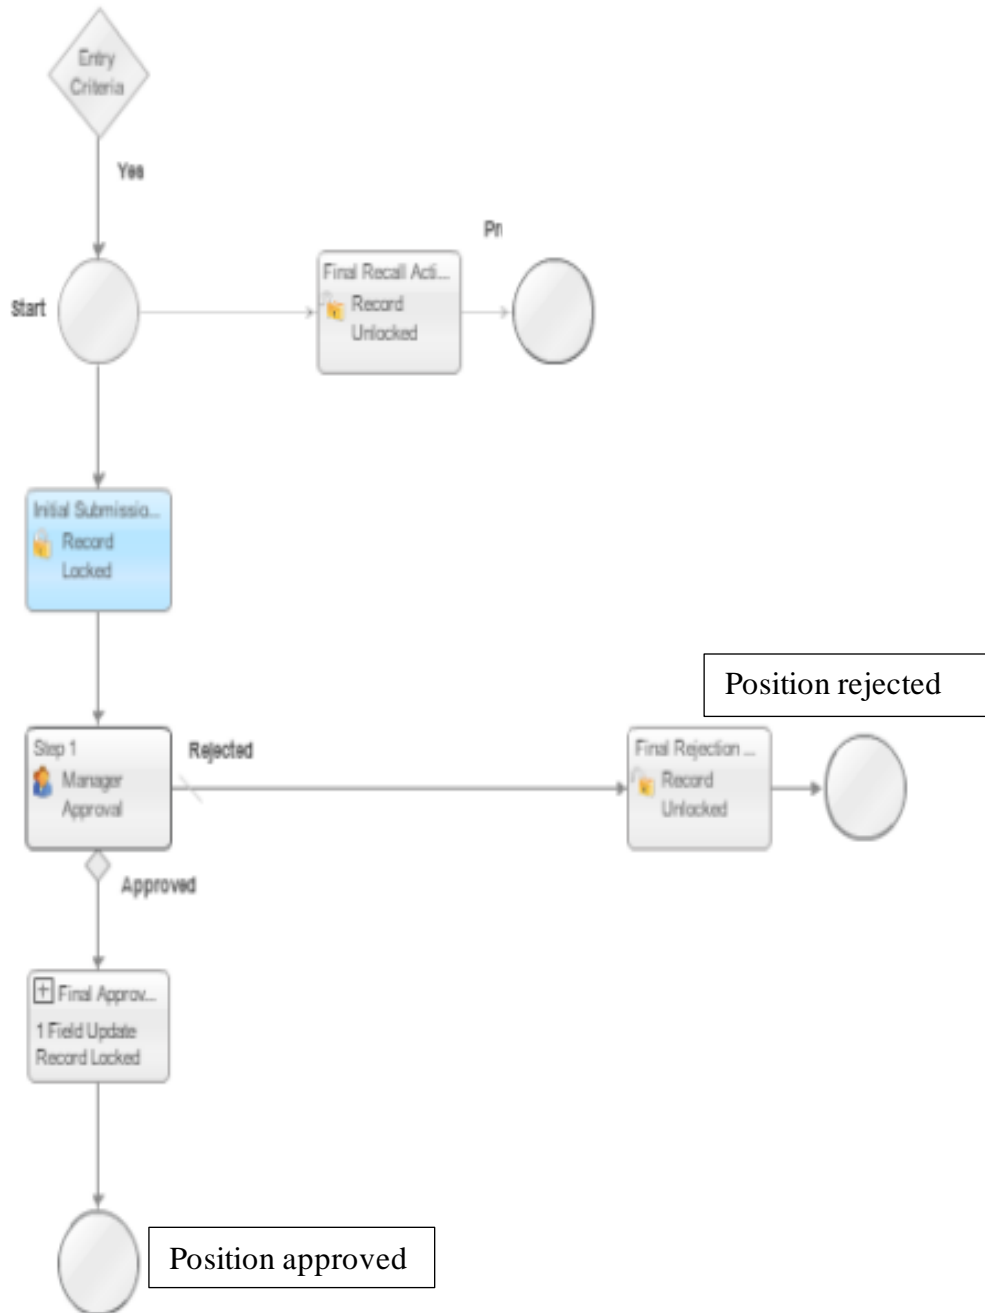 Entry
Criteria
Yes
Start
Final Recall Acti...
Record
Unlocked
Pr
Initial Submissio...
Record
Locked
Position rejected
Step 1
Manager
Approval
Rejected
Final Rejection ...
Record
Unlocked
Approved
Final Approv...
1 Field Update
Record Locked
Position approved